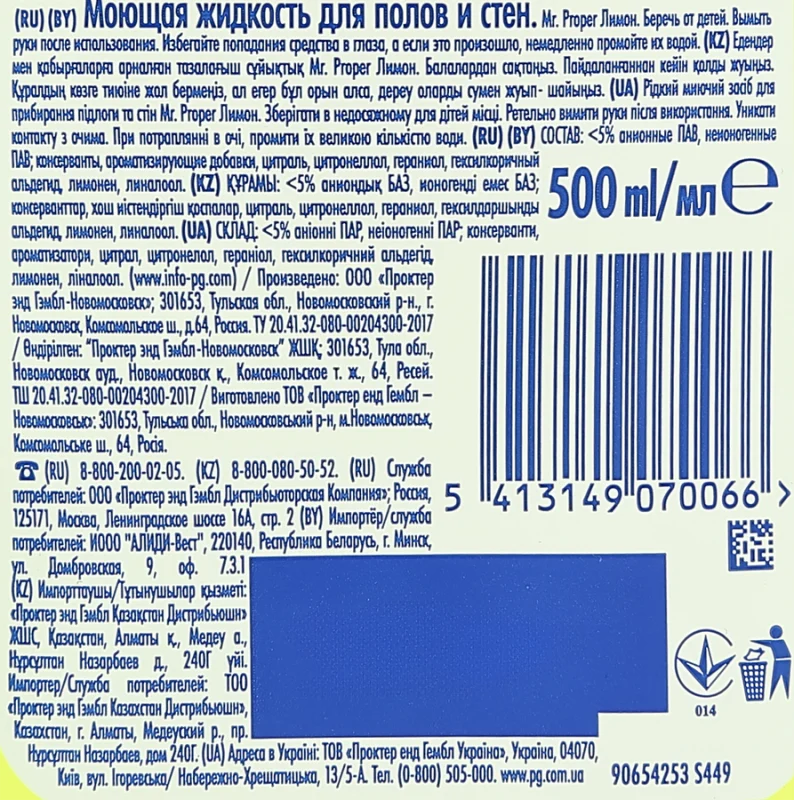 (RU) (BY) Моющая жидкость для полов и стен. Mr. Proper Лимон. Беречь от детей. Вымыть
руки после использования. Избегайте попадания средства в глаза, а если это произошло, немедленно промойте их водой. (KZ) Едендер
мен қабырғаларға арналған тазалағыш сұйықтық Mr. Proper Лимон. Балалардан сақтаңыз. Пайдаланғаннан кейін қолды жуыңыз.
Құралдың көзге тиюіне жол бермеңіз, ал егер бұл орын алса, дереу оларды сумен жуып- шайыңыз. (UA) Рідкий миючий засіб для
прибирання підлоги та стін Mr. Proper Лимон. Зберігати в недосяжному для дітей місці. Ретельно вимити руки після використання. Уникати
контакту з очима. При потраплянні в очі, промити їх великою кількістю води. (RU) (BY) СОСТАВ: <5% анионные ПАВ, неионогенные
ПАВ; консерванты, ароматизирующие добавки, цитраль, цитронеллол, гераниол, гексилкоричный
альдегид, лимонен, линалоол. (KZ) ҚҰРАМЫ: <5% аниондық БАЗ, ионогенді емес БАЗ;
консерванттар, хош иістендіргіш қоспалар, цитраль, цитронеллол, гераниол, гексилдаршынды
альдегид, лимонен, линалоол. (UA) СКЛАД: <5% аніонні ПАР, неіоногенні ПАР; консерванти,
ароматизатори, цитрал, цитронелол, гераніол, гексилкоричний альдегід,
лимонен, ліналоол. (www.info-pg.com) / Произведено: ООО «Проктер
энд Гэмбл-Новомосковск»; 301653, Тульская обл., Новомосковский р-н., г.
Новомосковск, Комсомольское ш., д.64, Россия. ТУ 20.41.32-080-00204300-2017
/ Өндірілген: "Проктер энд Гэмбл-Новомосковск" ЖШҚ; 301653, Тула обл.,
Новомосковск ауд., Новомосковск қ., Комсомольское т. ж., 64, Ресей.
ТШ 20.41.32-080-00204300-2017 / Виготовлено ТОВ «Проктер енд Гембл –
Новомосковськ»: 301653, Тульська обл., Новомосковський р-н, м.Новомосковськ,
Комсомольське ш., 64, Росія.
500 ml/мл ℮
5 413149 070066 >
☎ (RU) 8-800-200-02-05. (KZ) 8-800-080-50-52. (RU) Служба
потребителей: ООО «Проктер энд Гэмбл Дистрибьюторская Компания»; Россия,
125171, Москва, Ленинградское шоссе 16А, стр. 2 (BY) Импортёр/служба
потребителей: ИООО "АЛИДИ-Вест", 220140, Республика Беларусь, г. Минск,
ул. Домбровская, 9, оф. 7.3.1
(KZ) Импорттаушы/Тұтынушылар қызметі:
«Проктер энд Гэмбл Қазақстан Дистрибьюшн»
ЖШС, Қазақстан, Алматы қ., Медеу а.,
Нұрсұлтан Назарбаев д., 240Г үйі.
Импортер/Служба потребителей: ТОО
«Проктер энд Гэмбл Казахстан Дистрибьюшн»,
Казахстан, г. Алматы, Медеуский р., пр.
Нұрсұлтан Назарбаев, дом 240Г. (UA) Адреса в Україні: ТОВ «Проктер енд Гембл Україна», Україна, 04070,
Київ, вул. Ігоревська/ Набережно-Хрещатицька, 13/5-А. Тел. (0-800) 505-000. www.pg.com.ua
014
90654253 S449